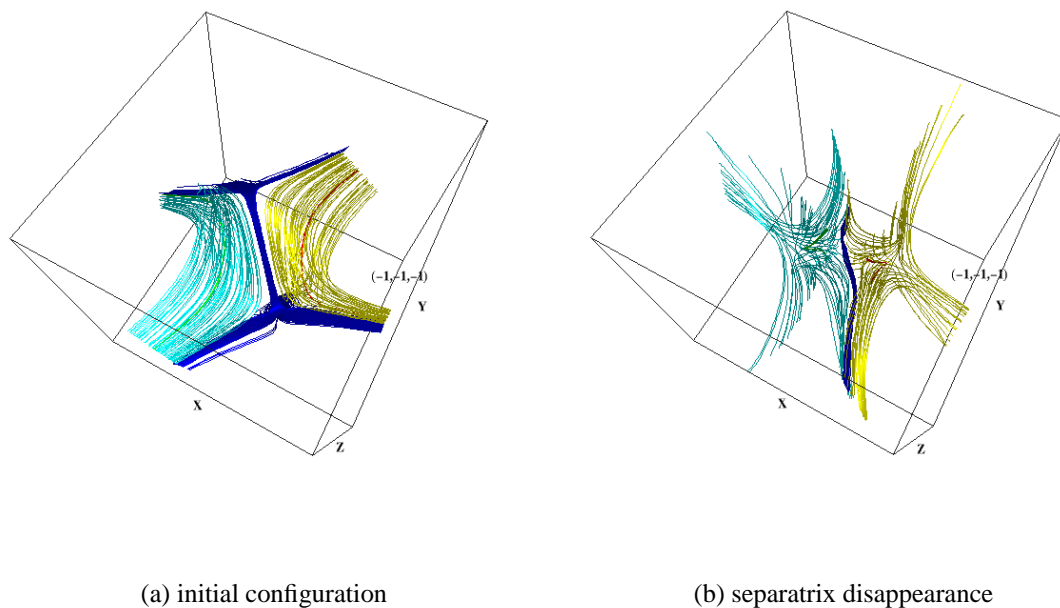 (−1,−1,−1)
Y
X
Z
(−1,−1,−1)
Y
X
Z
(a) initial configuration
(b) separatrix disappearance